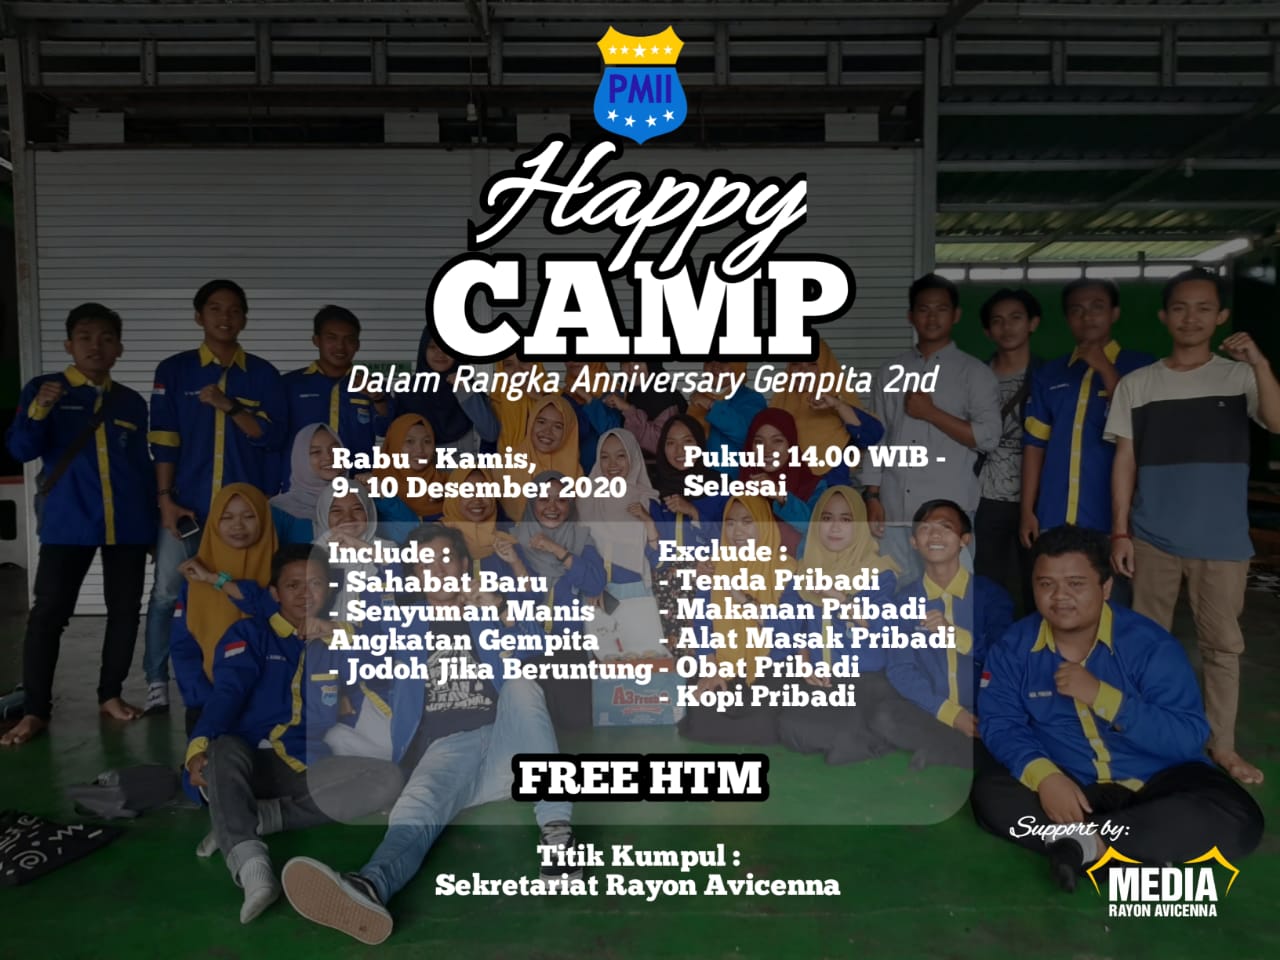 PMII
Happy
CAMP
Dalam Rangka Anniversary Gempita 2nd
Rabu - Kamis,
9- 10 Desember 2020
Pukul : 14.00 WIB -
Selesai
Include :
- Sahabat Baru
- Senyuman Manis
Angkatan Gempita
- Jodoh Jika Beruntung
Exclude :
- Tenda Pribadi
- Makanan Pribadi
- Alat Masak Pribadi
- Obat Pribadi
- Kopi Pribadi
FREE HTM
Titik Kumpul :
Sekretariat Rayon Avicenna
Support by:
MEDIA
RAYON AVICENNA